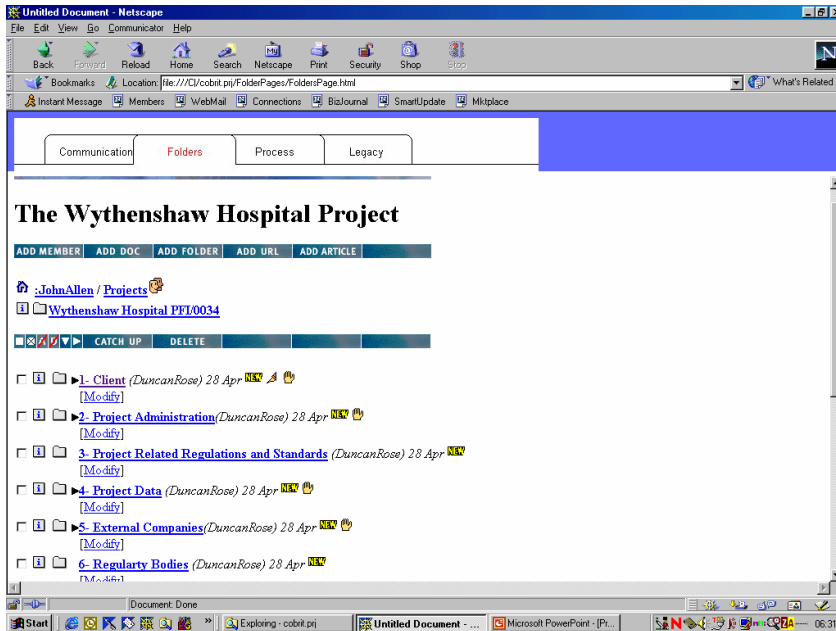 Untitled Document - Netscape
File Edit View Go Communicator Help
Back Forward Reload Home Search Netscape Print Security Shop Stop
Bookmarks Location: file:///C|/cobrit.prj/FolderPages/FoldersPage.html What's Related
Instant Message Members WebMail Connections BizJournal SmartUpdate Mktplace
Communication Folders Process Legacy
The Wythenshaw Hospital Project
ADD MEMBER ADD DOC ADD FOLDER ADD URL ADD ARTICLE
:JohnAllen / Projects
Wythenshaw Hospital PFI/0034
CATCH UP DELETE
1- Client (DuncanRose) 28 Apr NEW
[Modify]
2- Project Administration(DuncanRose) 28 Apr NEW
[Modify]
3- Project Related Regulations and Standards (DuncanRose) 28 Apr NEW
[Modify]
4- Project Data (DuncanRose) 28 Apr NEW
[Modify]
5- External Companies(DuncanRose) 28 Apr NEW
[Modify]
6- Regularty Bodies (DuncanRose) 28 Apr NEW
[Modify]
Document: Done
Start Exploring - cobrit.prj Untitled Document - ... Microsoft PowerPoint - [Pr...